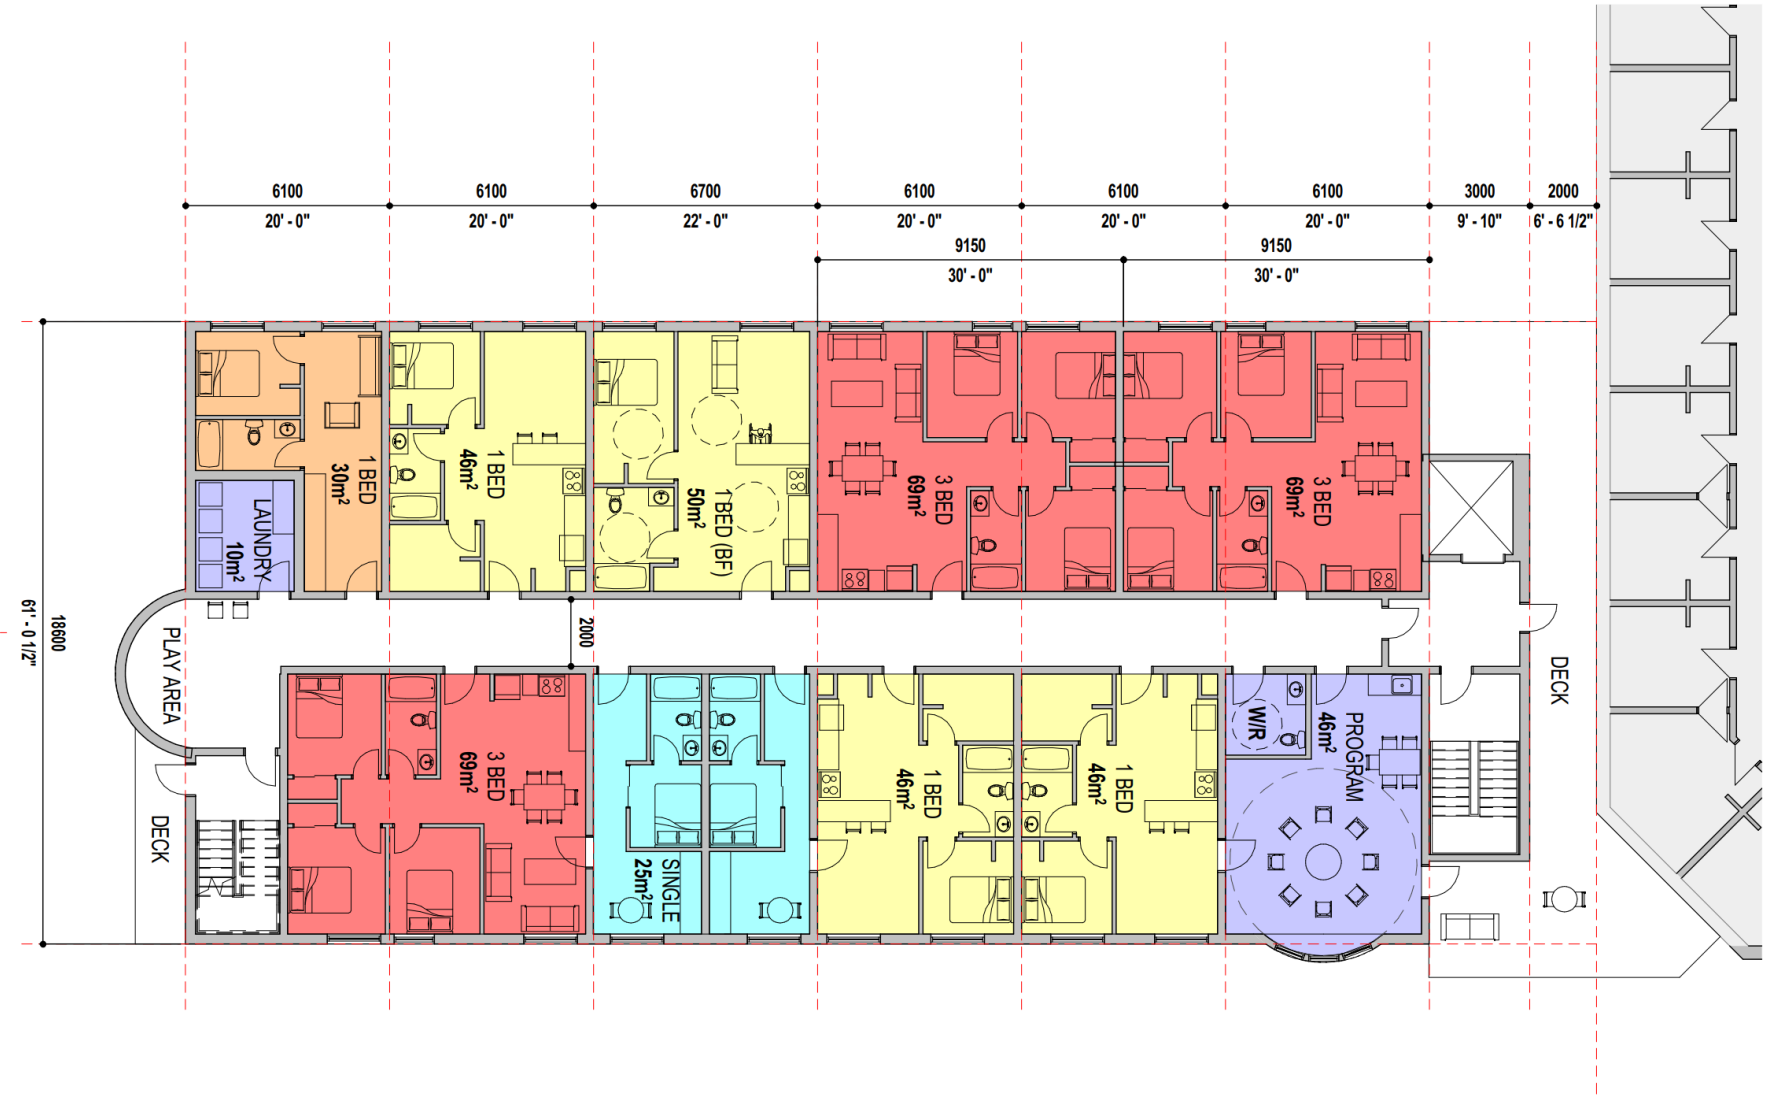 6100
6100
6700
6100
6100
6100
3000
2000
20' - 0"
20' - 0"
22' - 0"
20' - 0"
20' - 0"
20' - 0"
9' - 10"
6' - 6 1/2"
9150
9150
30' - 0"
30' - 0"
18600
61' - 0 1/2"
1 BED
30m²
LAUNDRY
10m²
1 BED
46m²
1 BED (BF)
50m²
3 BED
69m²
3 BED
69m²
PLAY AREA
2000
DECK
DECK
3 BED
69m²
SINGLE
25m²
1 BED
46m²
1 BED
46m²
W/R
PROGRAM
46m²